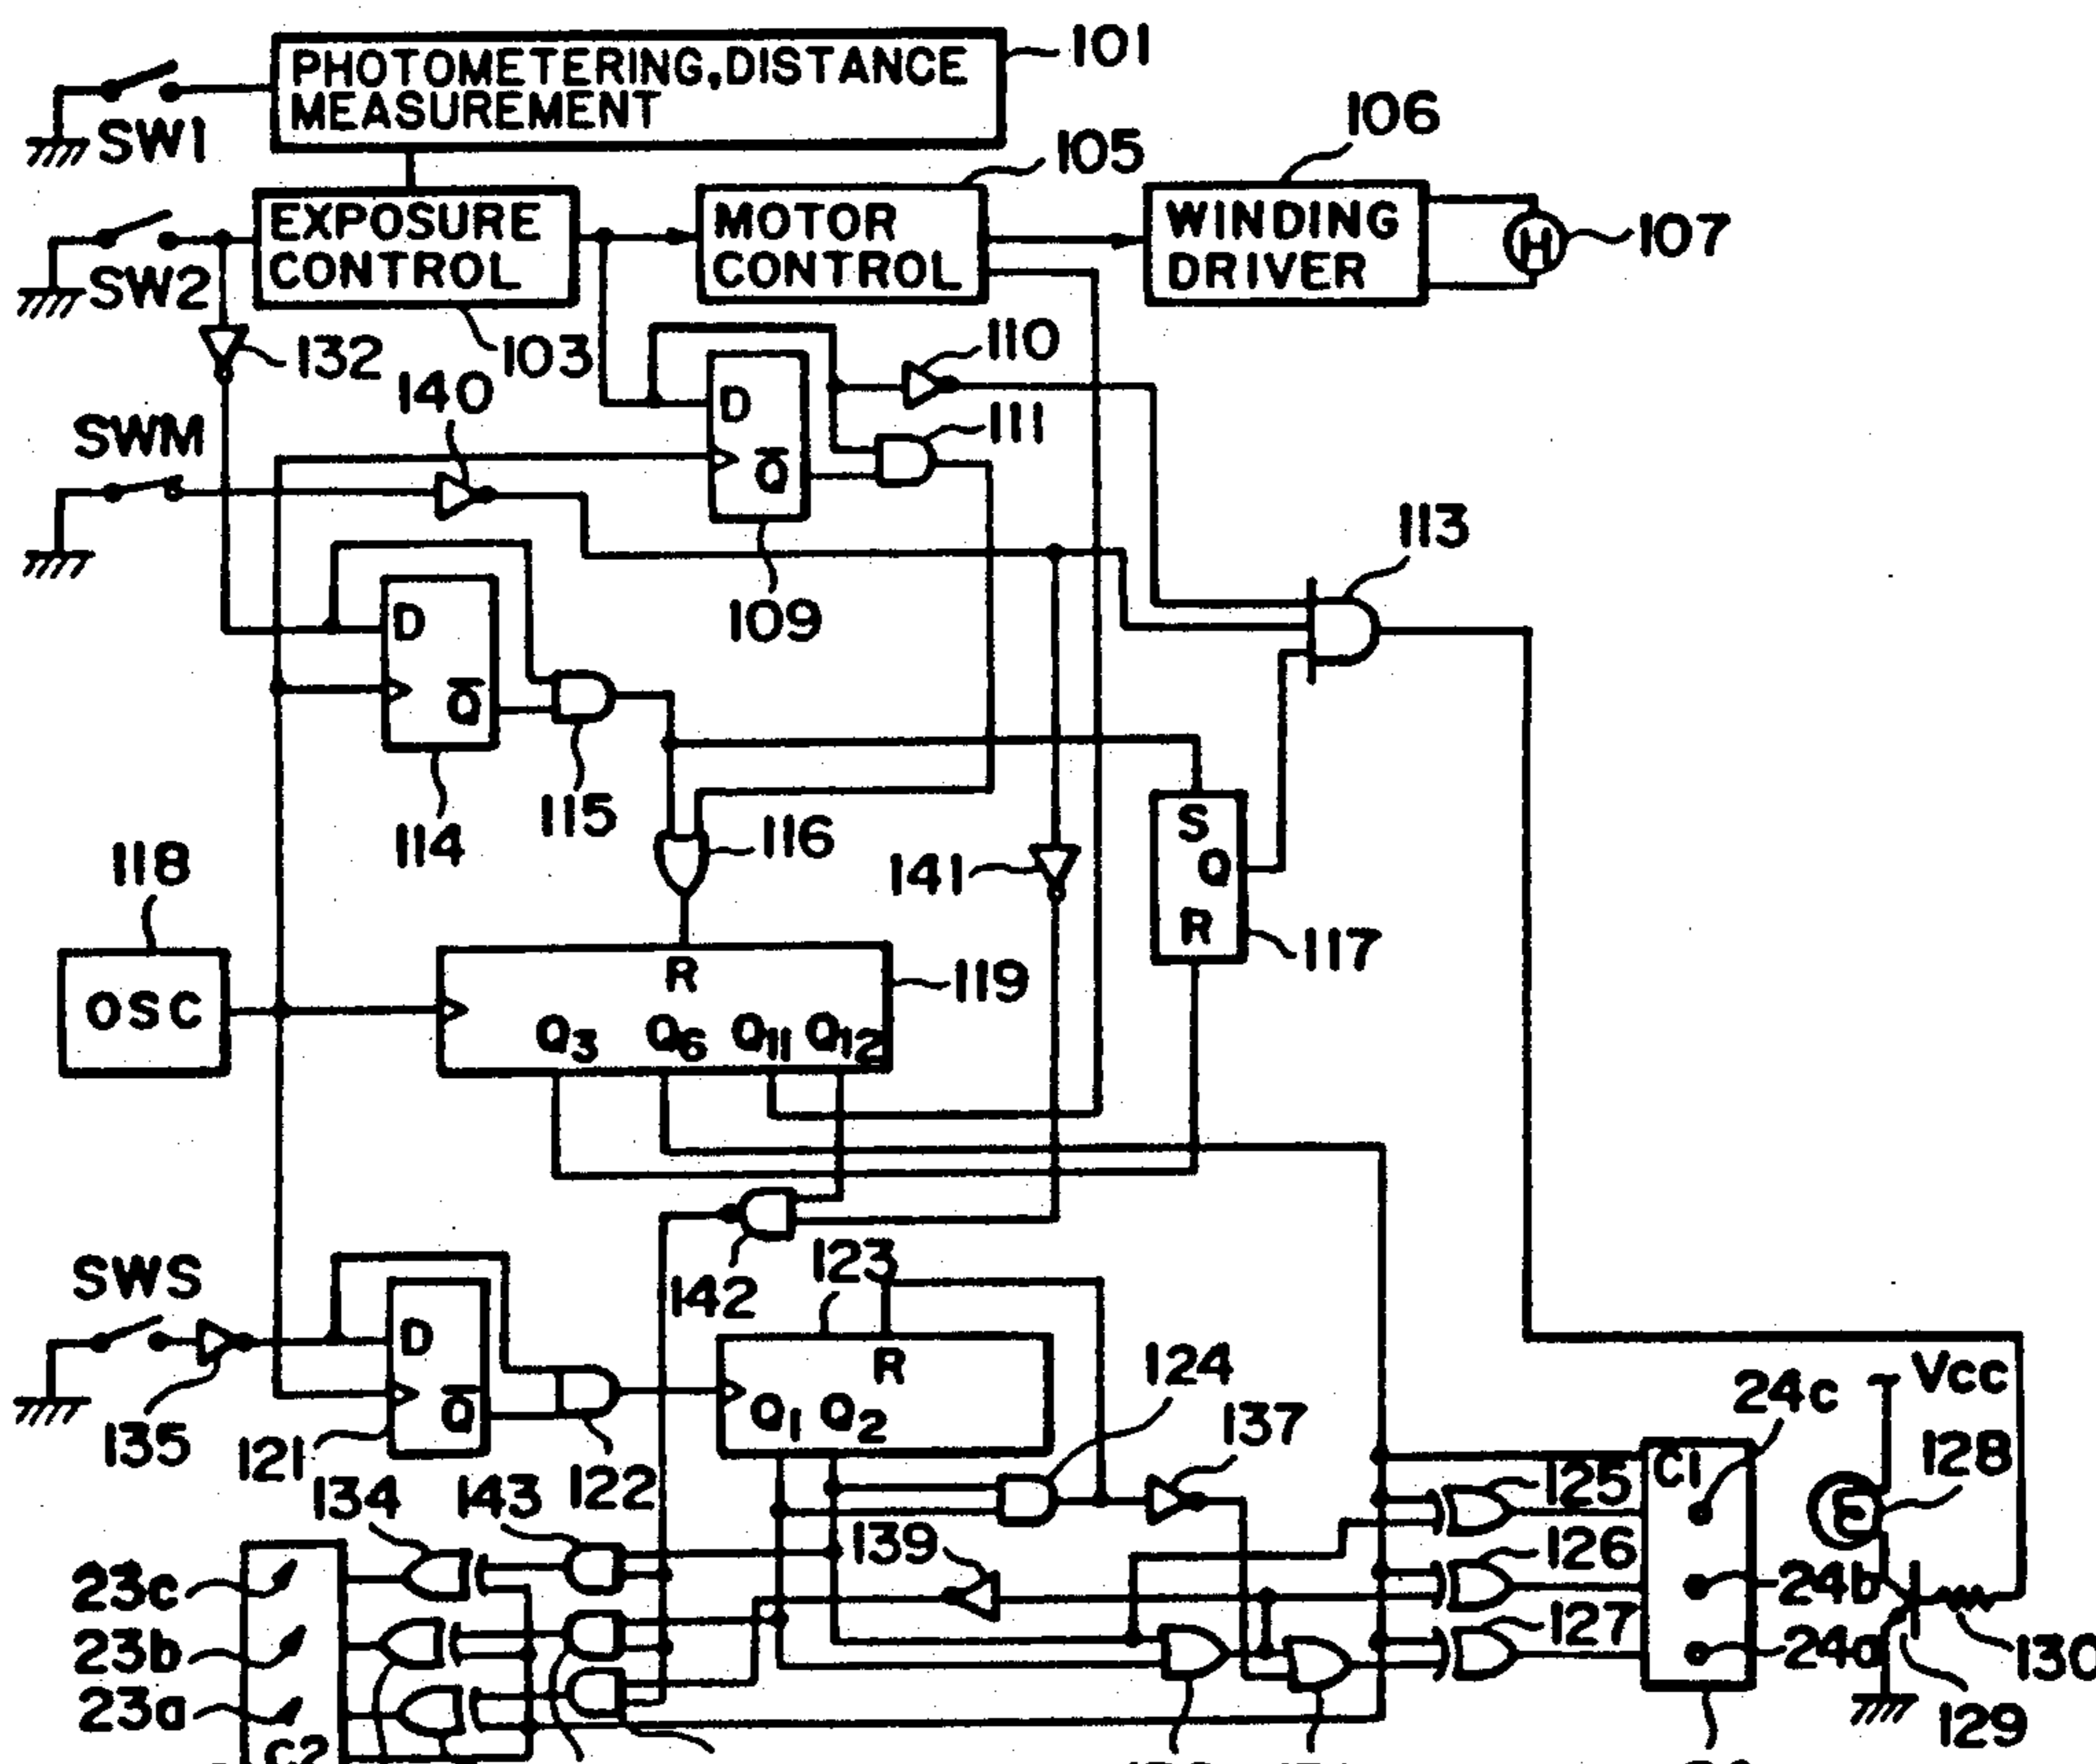 101
PHOTOMETERING, DISTANCE
MEASUREMENT
SW1
106
105
EXPOSURE
CONTROL
MOTOR
CONTROL
WINDING
DRIVER
M
107
SW2
132
103
110
140
D
111
SWM
Q
113
109
D
Q
114
115
116
S
Q
R
117
141
118
OSC
R
119
Q3 Q6 Q11 Q12
SWS
142
123
D
Q
R
Q1 Q2
124
137
24c
Vcc
135
121
122
C1
128
134
143
125
139
126
23c
24b
23b
127
24a
130
23a
129
C2